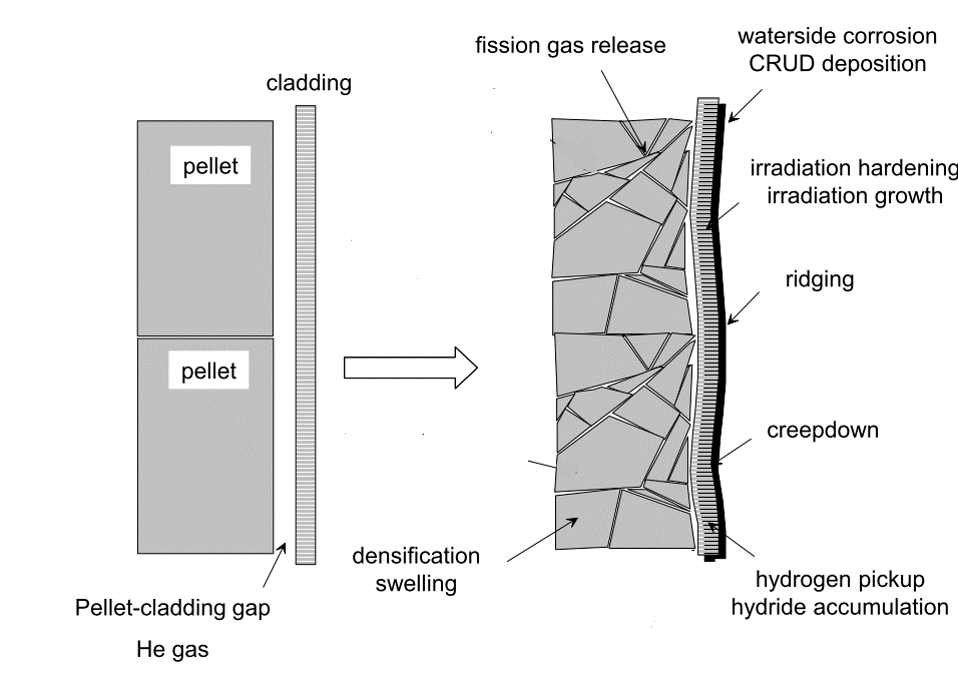 fission gas release
waterside corrosion
CRUD deposition
cladding
pellet
irradiation hardening
irradiation growth
ridging
pellet
creepdown
densification
swelling
hydrogen pickup
hydride accumulation
Pellet-cladding gap
He gas